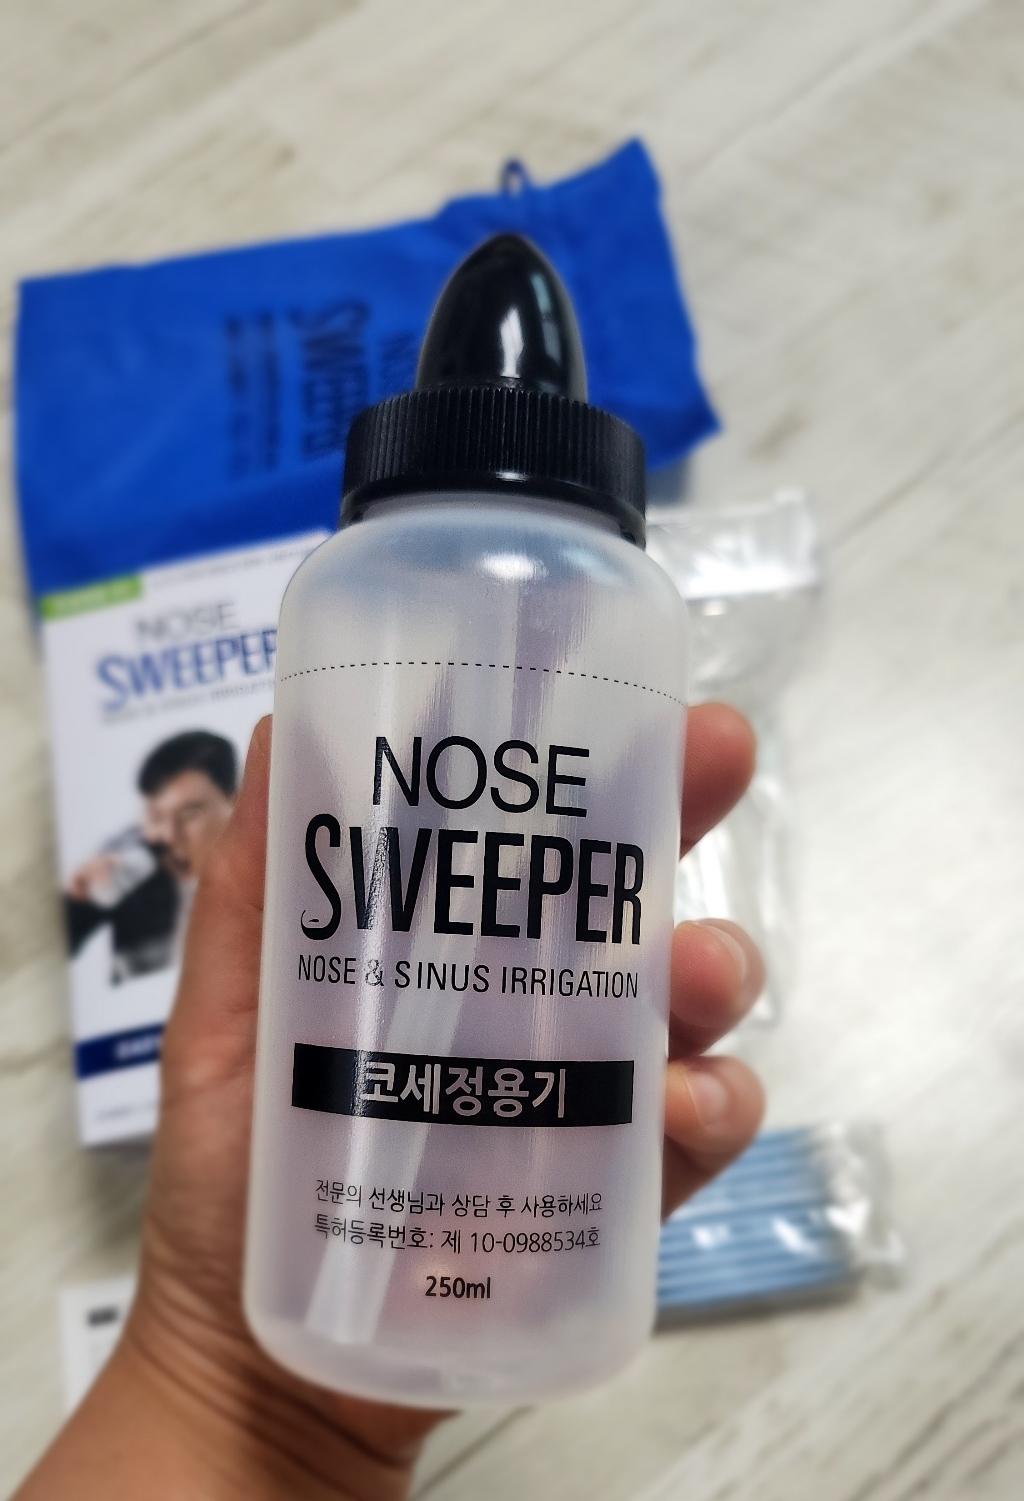 NOSE
SWEEPER
NOSE & SINUS IRRIGATION
코세정용기
전문의 선생님과 상담 후 사용하세요
특허등록번호: 제 10-0988534호
250ml
NOSE
SWEEPER
SWEEPER